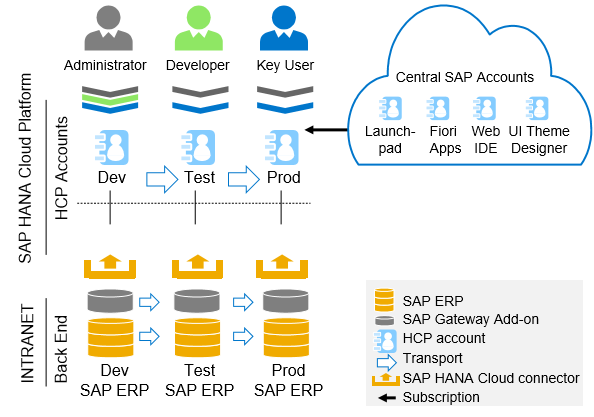 Administrator
Developer
Key User
Central SAP Accounts
Launch-
pad
Fiori
Apps
Web
IDE
UI Theme
Designer
SAP HANA Cloud Platform
HCP Accounts
Dev
Test
Prod
INTRANET
Back End
Dev
SAP ERP
Test
SAP ERP
Prod
SAP ERP
SAP ERP
SAP Gateway Add-on
HCP account
Transport
SAP HANA Cloud connector
Subscription